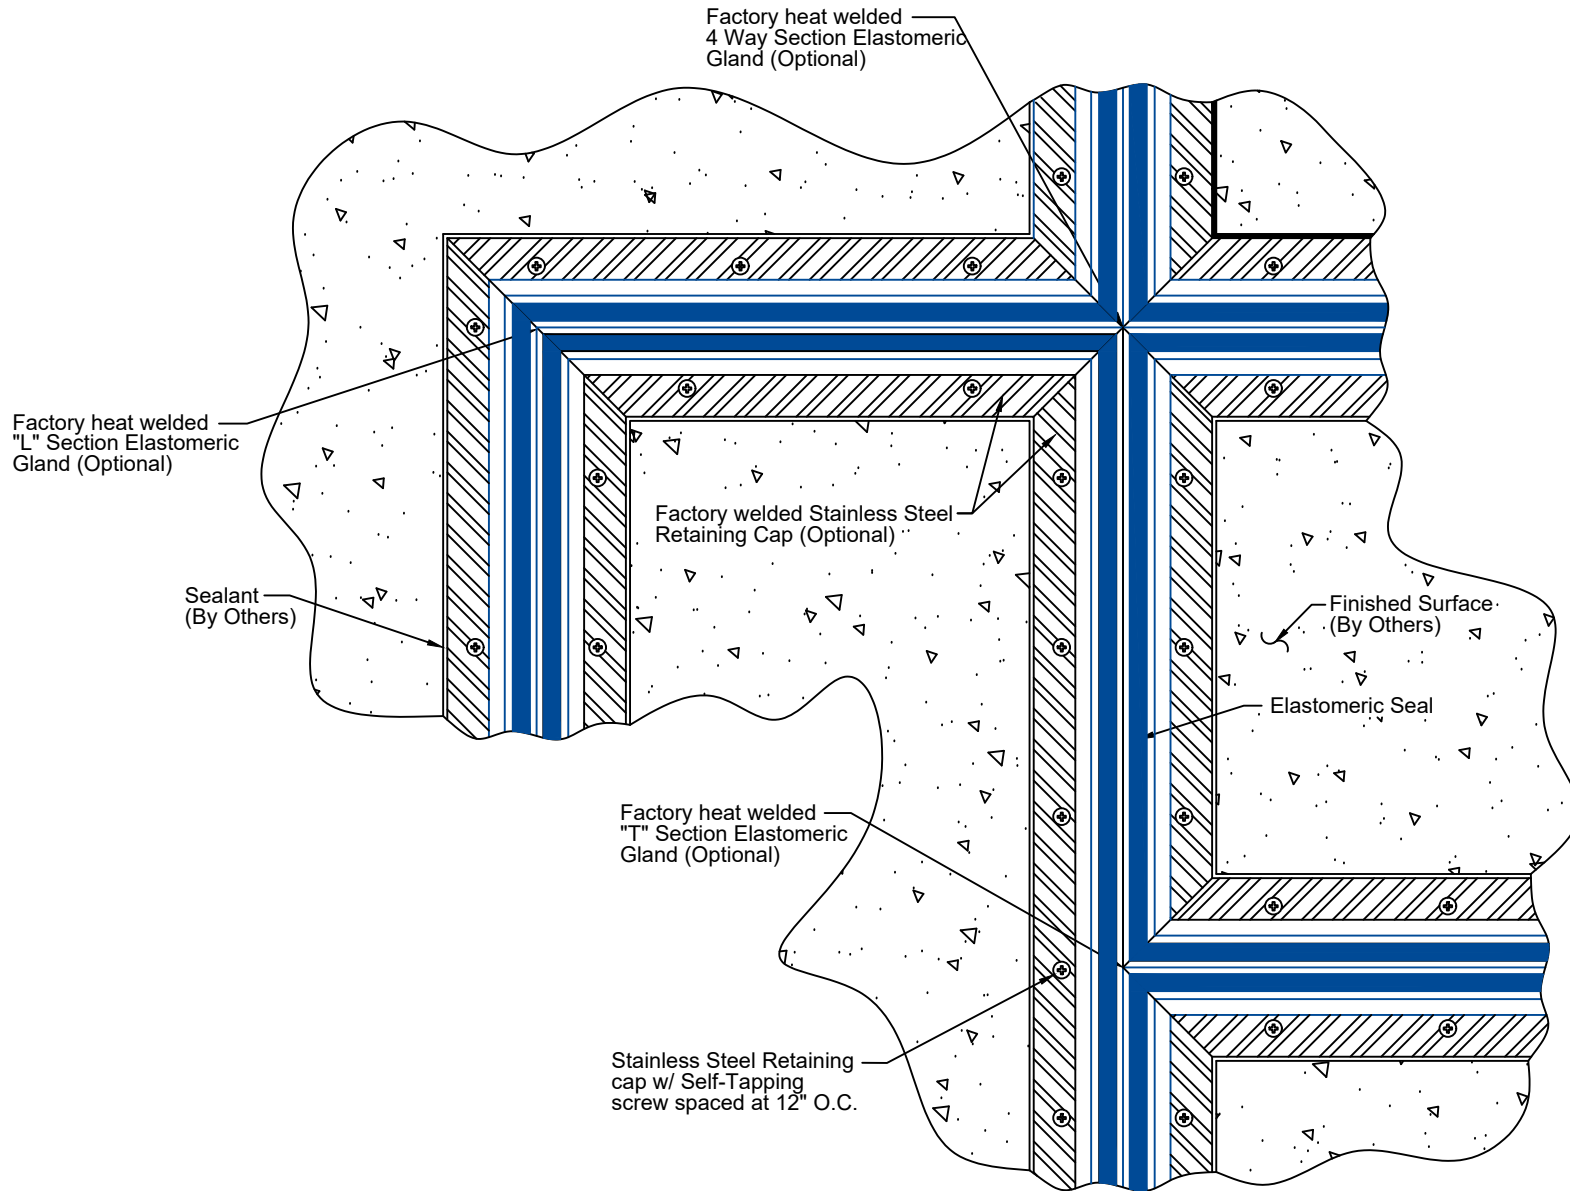 Factory heat welded
4 Way Section Elastomeric
Gland (Optional)
Factory heat welded
"L" Section Elastomeric
Gland (Optional)
Factory welded Stainless Steel
Retaining Cap (Optional)
Sealant
(By Others)
Finished Surface
(By Others)
Elastomeric Seal
Factory heat welded
"T" Section Elastomeric
Gland (Optional)
Stainless Steel Retaining
cap w/ Self-Tapping
screw spaced at 12" O.C.